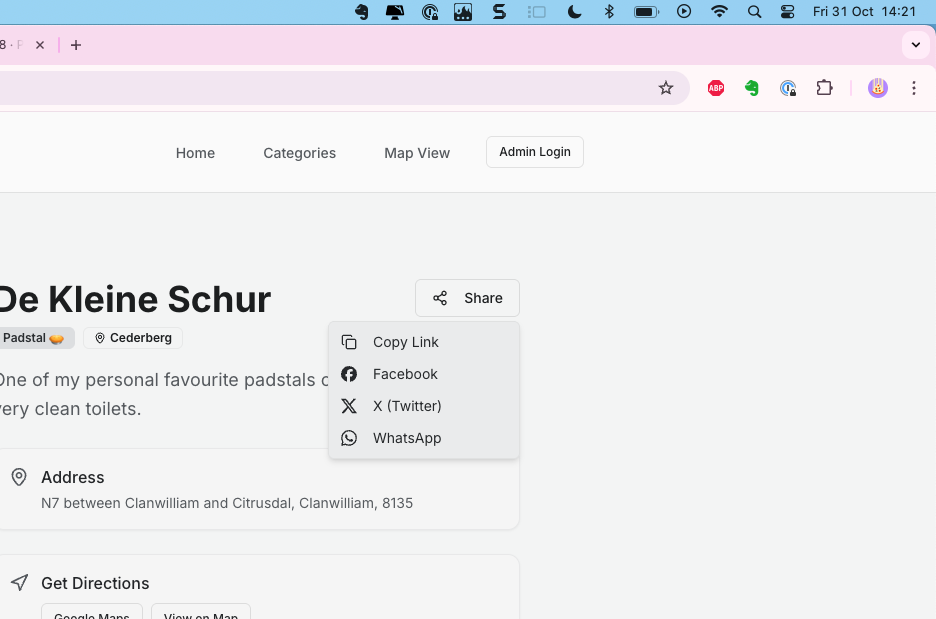 Fri 31 Oct 14:21
8 · P
ABP
Home Categories Map View Admin Login
De Kleine Schur
Share
Padstal Cederberg
Copy Link
Facebook
X (Twitter)
WhatsApp
One of my personal favourite padstals
very clean toilets.
Address
N7 between Clanwilliam and Citrusdal, Clanwilliam, 8135
Get Directions
Google Maps View on Map